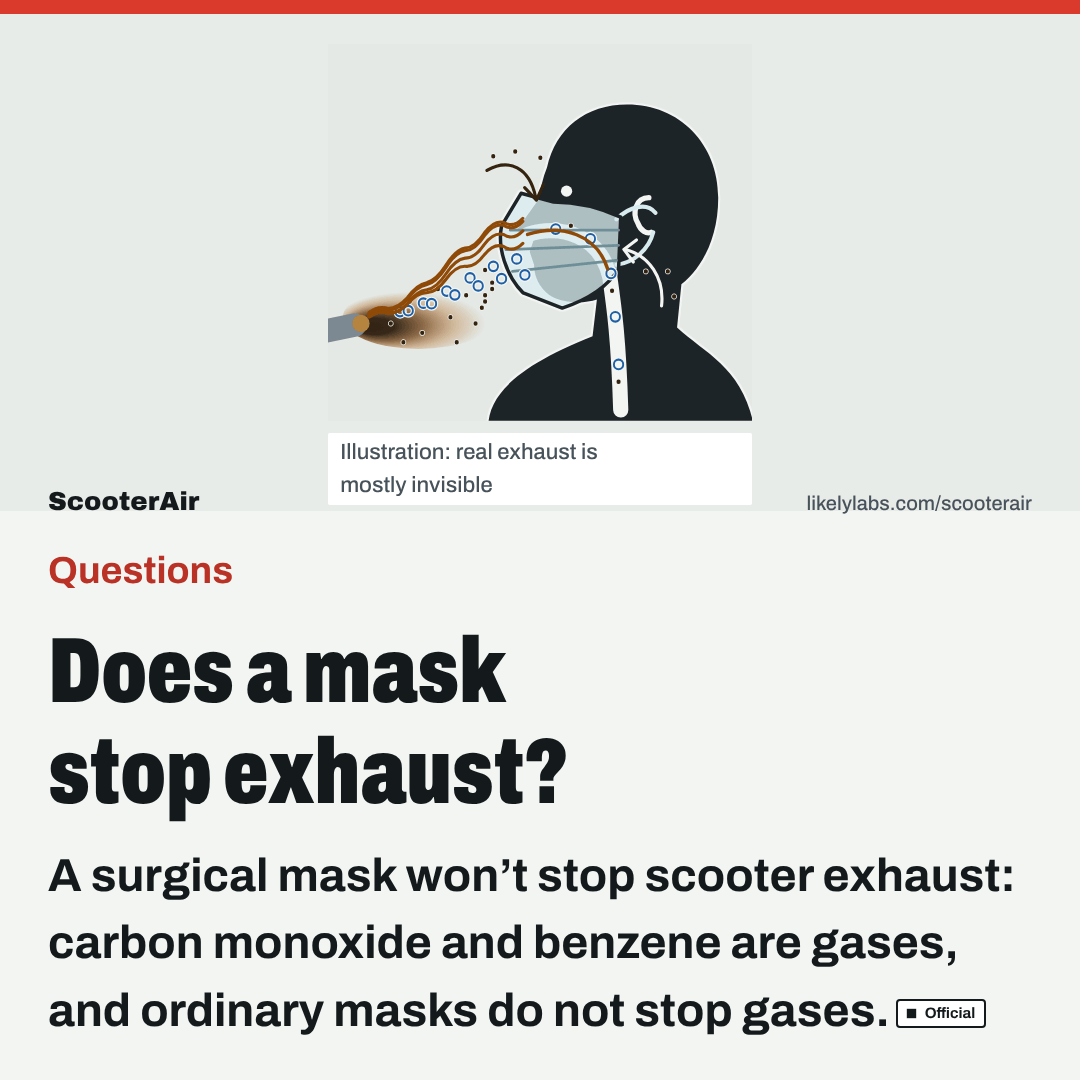 Illustration: real exhaust is
mostly invisible
ScooterAir
likelylabs.com/scooterair
Questions
Does a mask
stop exhaust?
A surgical mask won’t stop scooter exhaust:
carbon monoxide and benzene are gases,
and ordinary masks do not stop gases. Official